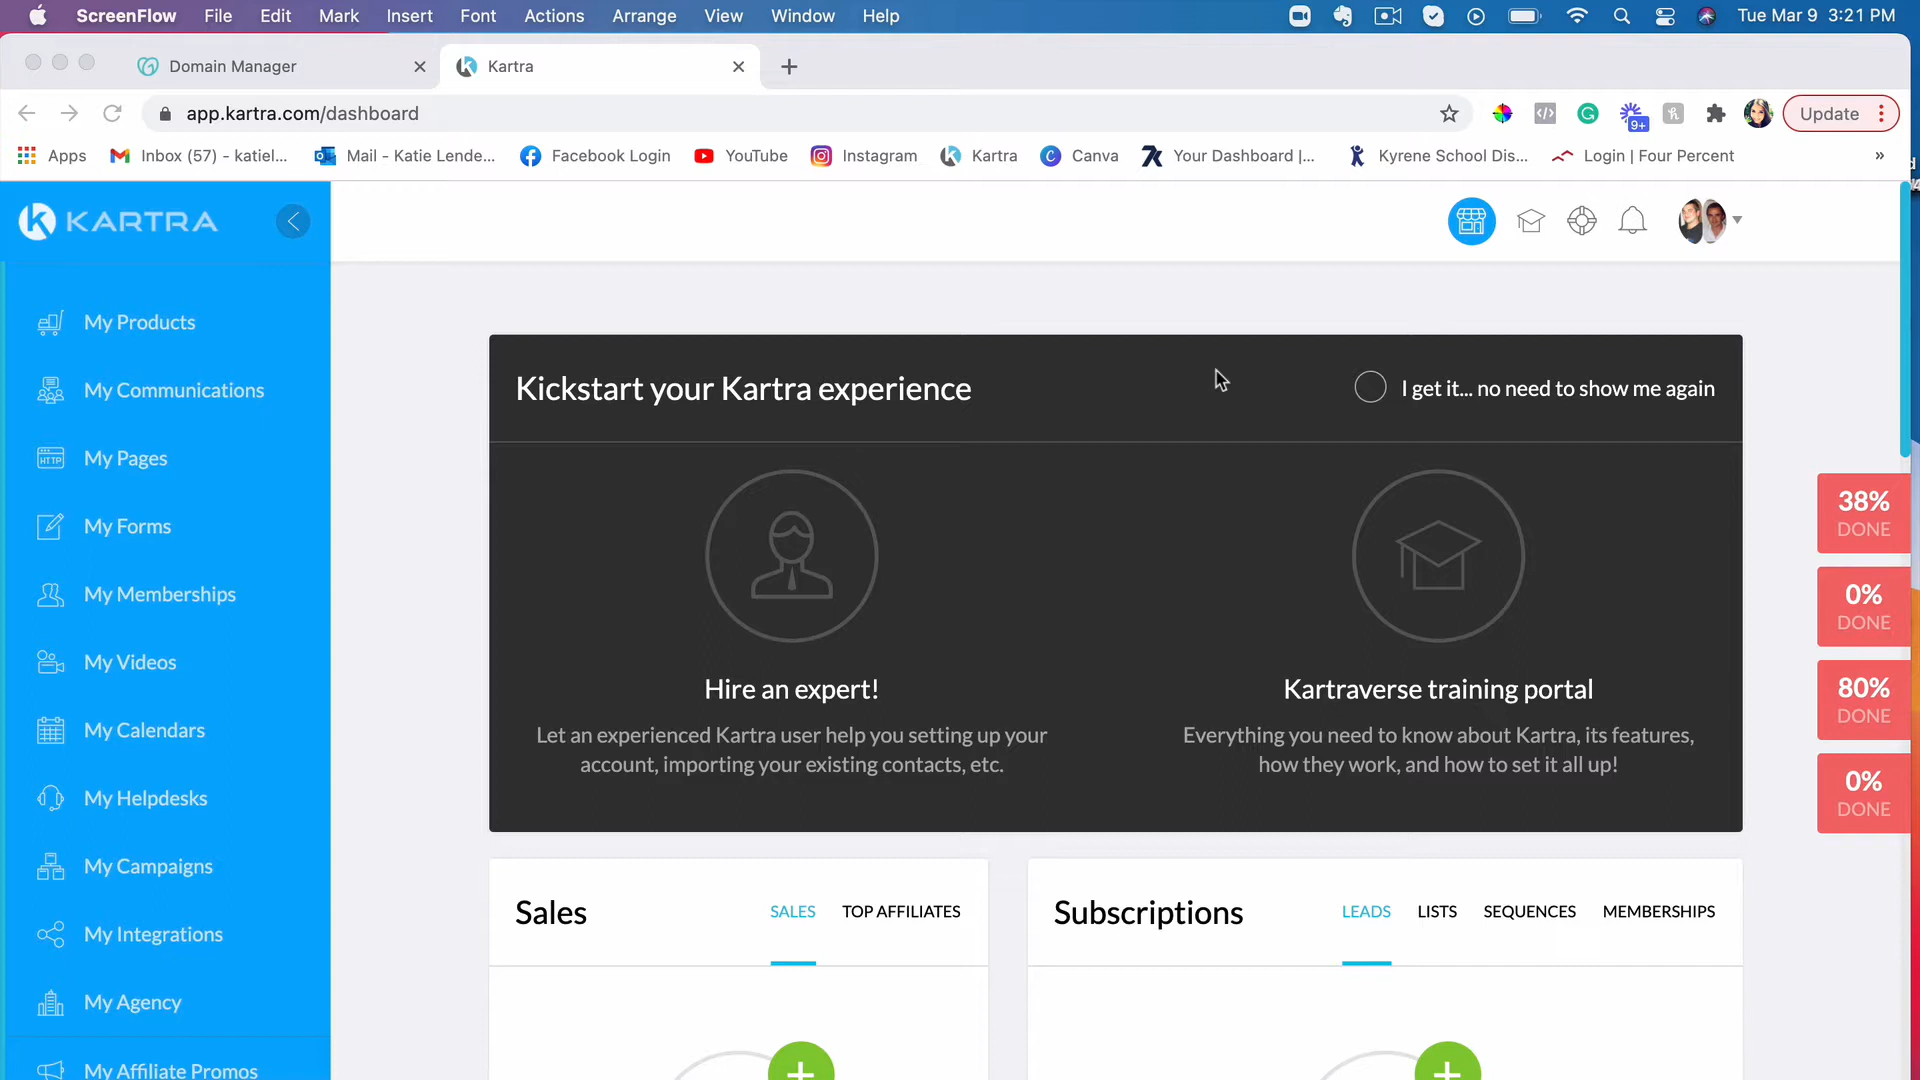 ScreenFlow File Edit Mark Insert Font Actions Arrange View Window Help Tue Mar 9 3:21 PM
Domain Manager Kartra
app.kartra.com/dashboard 9+ Update
Apps Inbox (57) - katiel... Mail - Katie Lende... Facebook Login YouTube Instagram Kartra Canva Your Dashboard |... Kyrene School Dis... Login | Four Percent »
KARTRA
My Products
My Communications
My Pages
My Forms
My Memberships
My Videos
My Calendars
My Helpdesks
My Campaigns
My Integrations
My Agency
My Affiliate Promos
HTTP
Kickstart your Kartra experience
I get it... no need to show me again
Hire an expert!
Let an experienced Kartra user help you setting up your
account, importing your existing contacts, etc.
Kartraverse training portal
Everything you need to know about Kartra, its features,
how they work, and how to set it all up!
38%
DONE
0%
DONE
80%
DONE
0%
DONE
Sales SALES TOP AFFILIATES
Subscriptions LEADS LISTS SEQUENCES MEMBERSHIPS